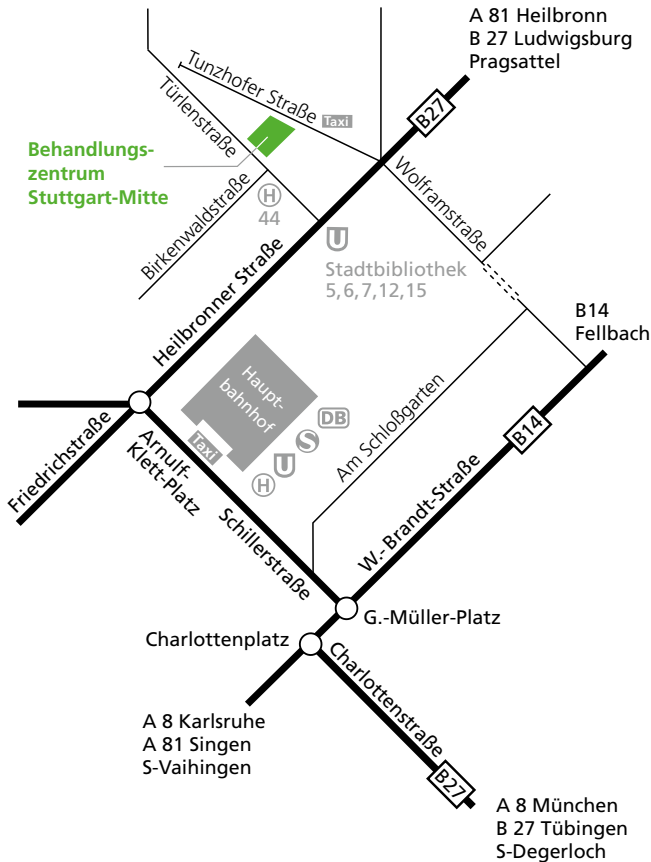 A 81 Heilbronn
B 27 Ludwigsburg
Pragsattel
B27
Tunzhofer Straße
Taxi
Türlenstraße
Behandlungs-
zentrum
Stuttgart-Mitte
Wolframstraße
H
44
Birkenwaldstraße
U
Stadtbibliothek
5,6,7,12,15
Heilbronner Straße
B14
Fellbach
Haupt-
bahnhof
Am Schloßgarten
DB
B14
S
Taxi
U
H
Friedrichstraße
Arnulf-
Klett-Platz
Schillerstraße
W.- Brandt-Straße
G.-Müller-Platz
Charlottenplatz
Charlottenstraße
A 8 Karlsruhe
A 81 Singen
S-Vaihingen
B27
A 8 München
B 27 Tübingen
S-Degerloch